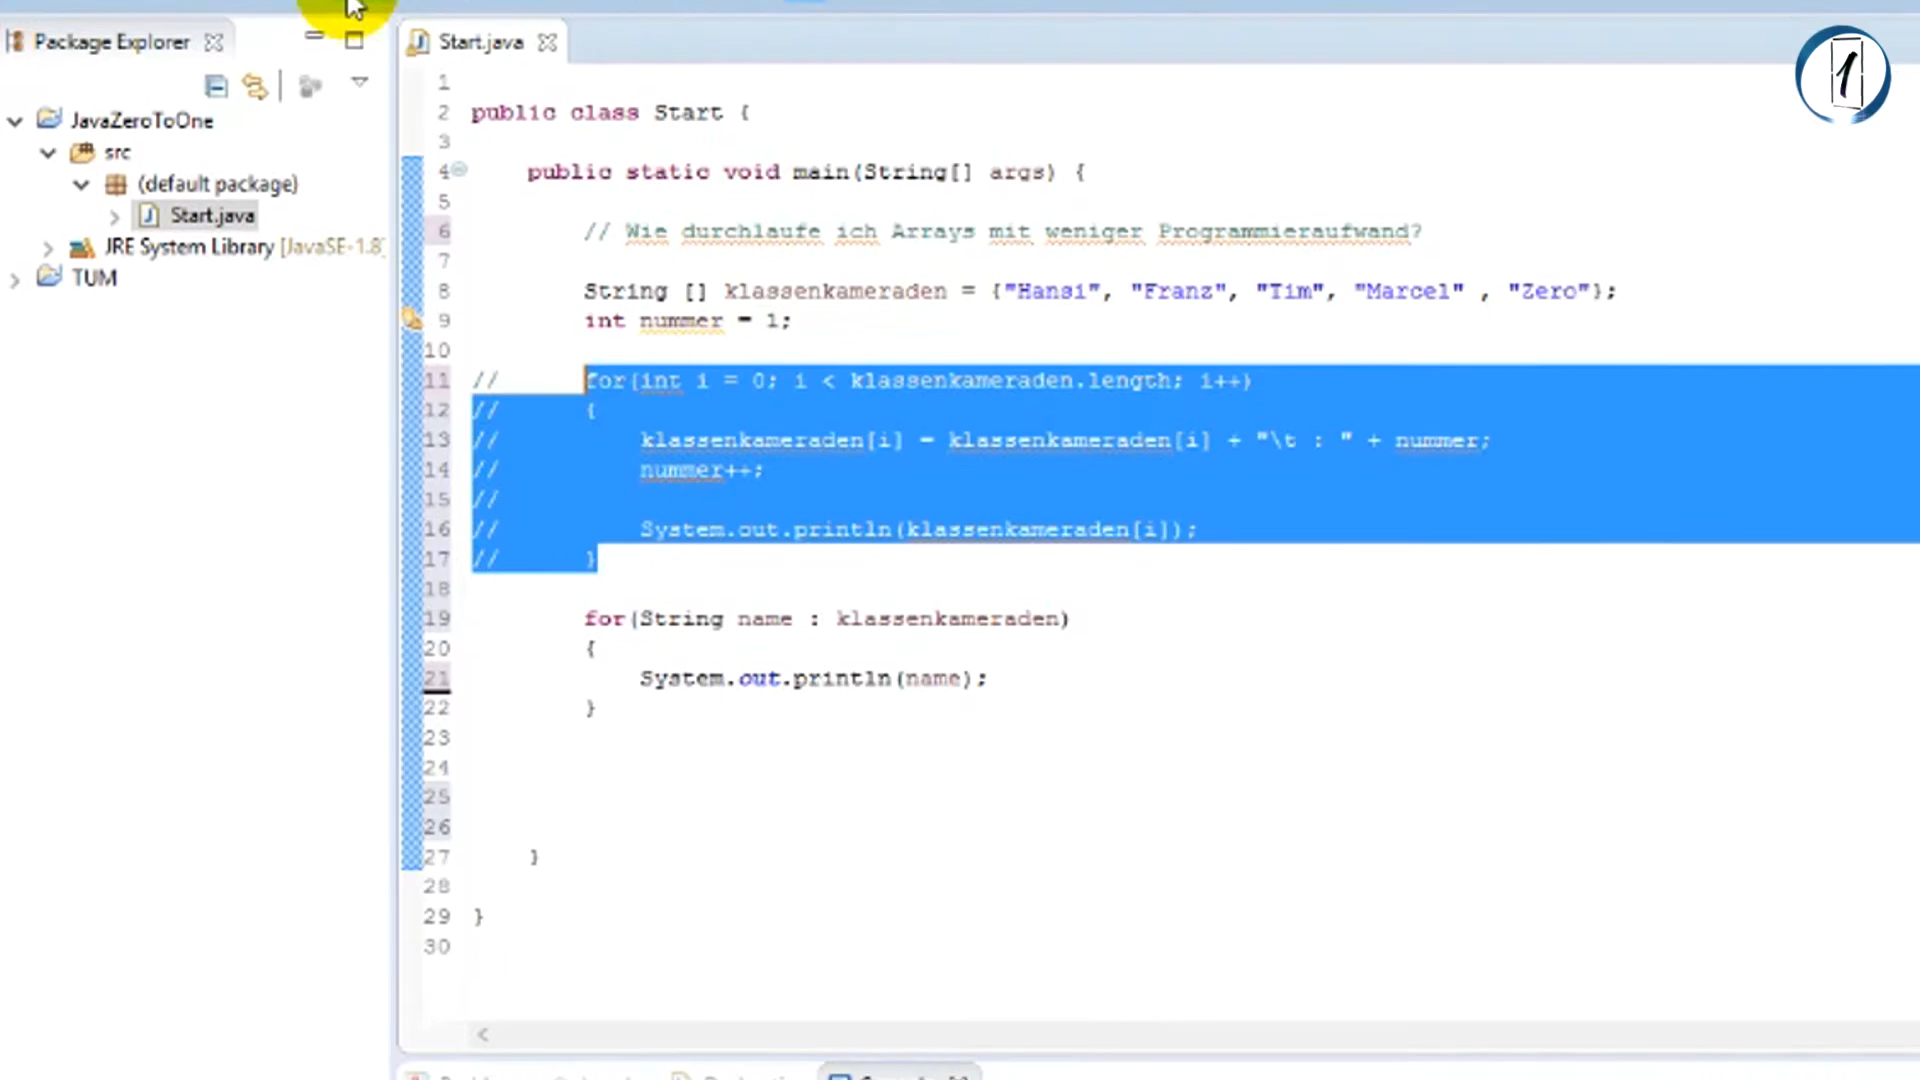 Package Explorer
JavaZeroToOne
src
(default package)
Start.java
JRE System Library [JavaSE-1.8]
TUM
Start.java
1
2 public class Start {
3
4 public static void main(String[] args) {
5
6 // Wie durchlaufe ich Arrays mit weniger Programmieraufwand?
7
8 String [] klassenkameraden = {"Hansi", "Franz", "Tim", "Marcel" , "Zero"};
9 int nummer = 1;
10
11 // for(int i = 0; i < klassenkameraden.length; i++)
12 // {
13 // klassenkameraden[i] = klassenkameraden[i] + "\t : " + nummer;
14 // nummer++;
15 //
16 // System.out.println(klassenkameraden[i]);
17 // }
18
19 for(String name : klassenkameraden)
20 {
21 System.out.println(name);
22 }
23
24
25
26
27 }
28
29 }
30
1